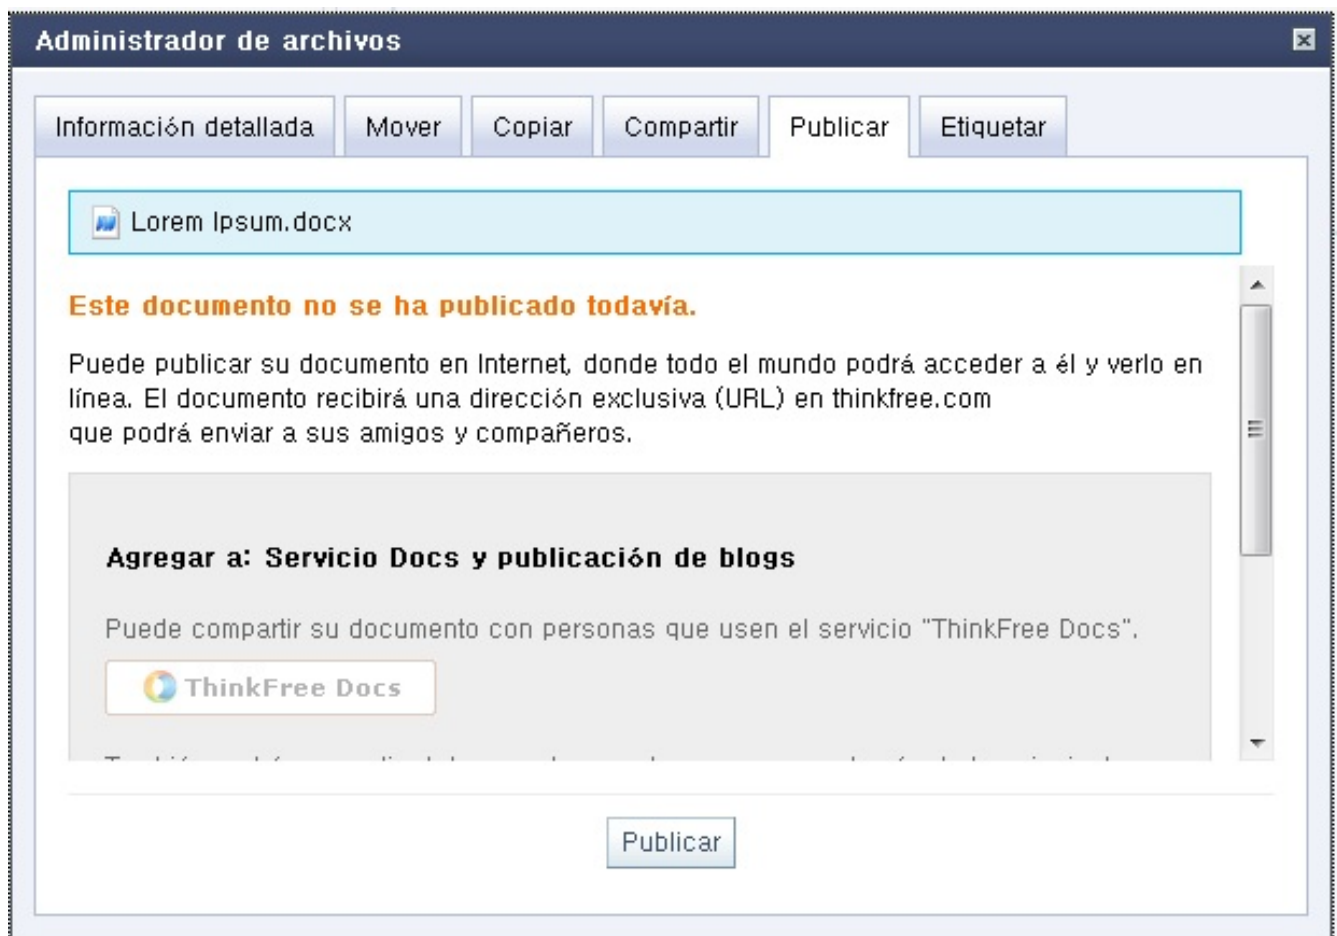 Administrador de archivos
Información detallada Mover Copiar Compartir Publicar Etiquetar
Lorem Ipsum.docx
Este documento no se ha publicado todavía.
Puede publicar su documento en Internet, donde todo el mundo podrá acceder a él y verlo en
línea. El documento recibirá una dirección exclusiva (URL) en thinkfree.com
que podrá enviar a sus amigos y compañeros.
Agregar a: Servicio Docs y publicación de blogs
Puede compartir su documento con personas que usen el servicio "ThinkFree Docs".
ThinkFree Docs
Publicar